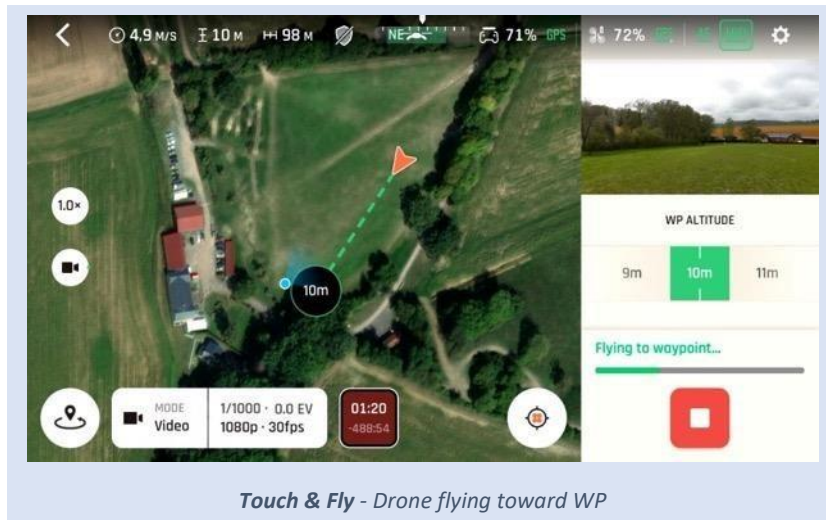 4,9 M/S 10 M 98 M NE 71% GPS 72%
1.0×
WP ALTITUDE
9m 10m 11m
10m
Flying to waypoint...
MODE
Video
1/1000 · 0.0 EV
1080p · 30fps
01:20
-488:54
Touch & Fly - Drone flying toward WP